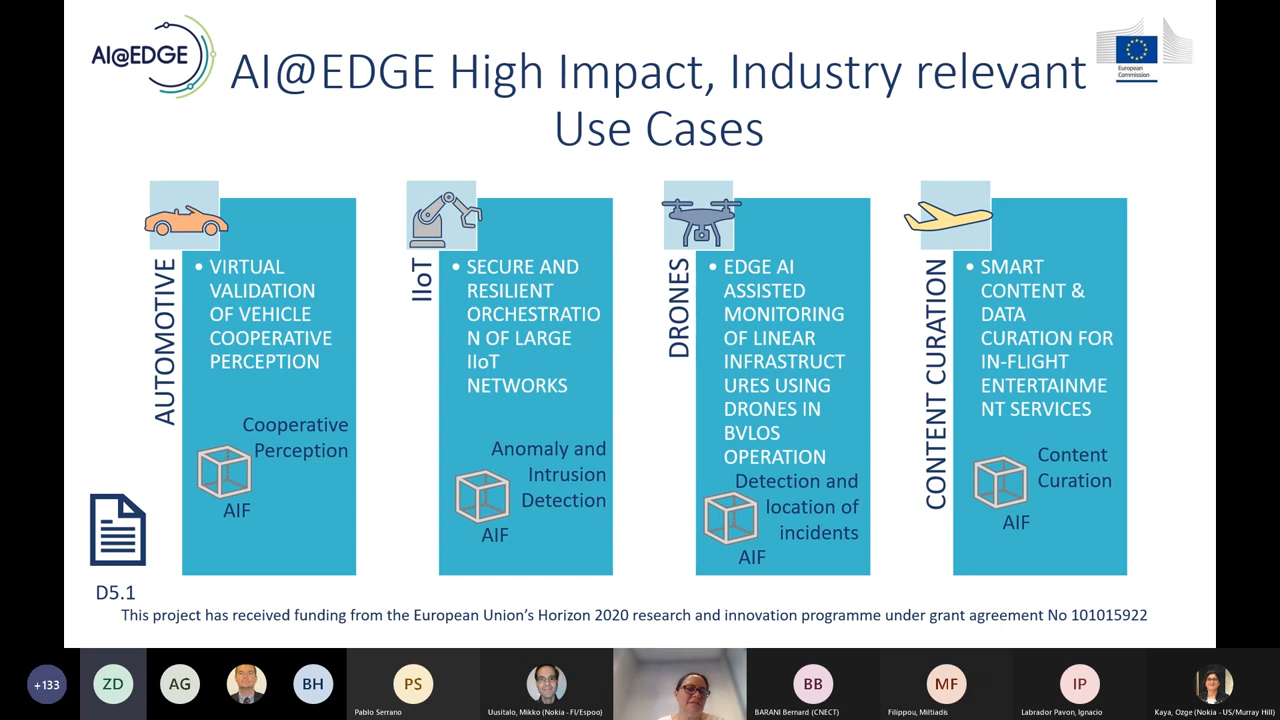 AI@EDGE
AI@EDGE High Impact, Industry relevant
Use Cases
European
Commission
AUTOMOTIVE
• VIRTUAL
VALIDATION
OF VEHICLE
COOPERATIVE
PERCEPTION
Cooperative
Perception
AIF
IIoT
• SECURE AND
RESILIENT
ORCHESTRATIO
N OF LARGE
IIoT
NETWORKS
Anomaly and
Intrusion
Detection
AIF
DRONES
• EDGE AI
ASSISTED
MONITORING
OF LINEAR
INFRASTRUCT
URES USING
DRONES IN
BVLOS
OPERATION
Detection and
location of
incidents
AIF
CONTENT CURATION
• SMART
CONTENT &
DATA
CURATION FOR
IN-FLIGHT
ENTERTAINME
NT SERVICES
Content
Curation
AIF
D5.1
This project has received funding from the European Union's Horizon 2020 research and innovation programme under grant agreement No 101015922
+133
ZD
AG
BH
PS
Pablo Serrano
Uusitalo, Mikko (Nokia - FI/Espoo)
BB
BARANI Bernard (CNECT)
MF
Filippou, Miltiadis
IP
Labrador Pavon, Ignacio
Kaya, Ozge (Nokia - US/Murray Hill)